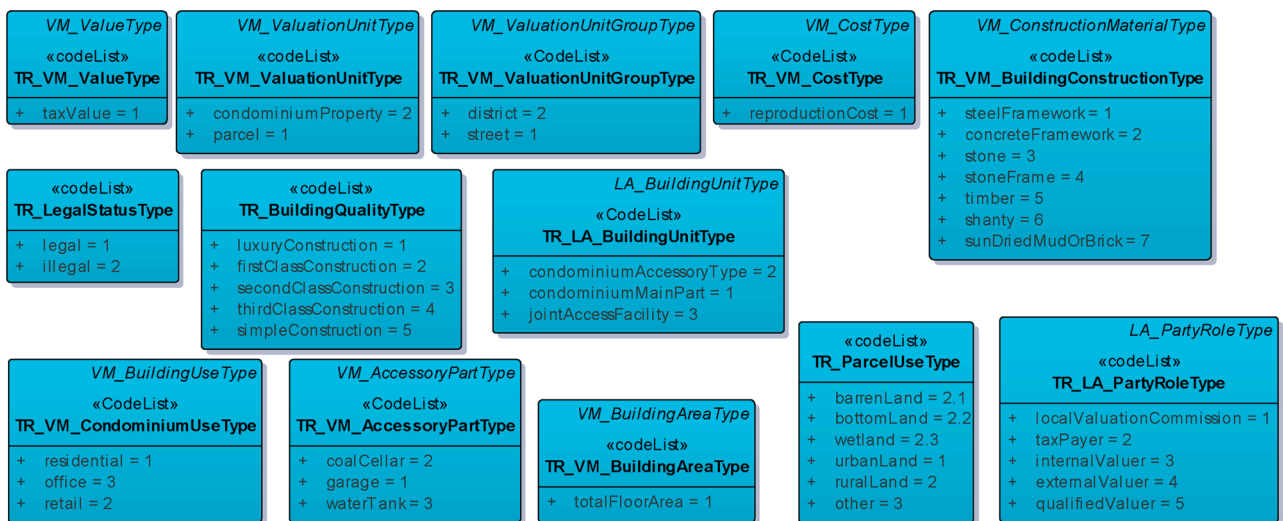 VM_ValueType
«codeList»
TR_VM_ValueType
+ taxValue = 1
VM_ValuationUnitType
«codeList»
TR_VM_ValuationUnitType
+ condominiumProperty = 2
+ parcel = 1
VM_ValuationUnitGroupType
«CodeList»
TR_VM_ValuationUnitGroupType
+ district = 2
+ street = 1
VM_CostType
«CodeList»
TR_VM_CostType
+ reproductionCost = 1
VM_ConstructionMaterialType
«codeList»
TR_VM_BuildingConstructionType
+ steelFramework = 1
+ concreteFramework = 2
+ stone = 3
+ stoneFrame = 4
+ timber = 5
+ shanty = 6
+ sunDriedMudOrBrick = 7
«codeList»
TR_LegalStatusType
+ legal = 1
+ illegal = 2
«codeList»
TR_BuildingQualityType
+ luxuryConstruction = 1
+ firstClassConstruction = 2
+ secondClassConstruction = 3
+ thirdClassConstruction = 4
+ simpleConstruction = 5
LA_BuildingUnitType
«CodeList»
TR_LA_BuildingUnitType
+ condominiumAccessoryType = 2
+ condominiumMainPart = 1
+ jointAccessFacility = 3
VM_BuildingUseType
«CodeList»
TR_VM_CondominiumUseType
+ residential = 1
+ office = 3
+ retail = 2
VM_AccessoryPartType
«CodeList»
TR_VM_AccessoryPartType
+ coalCellar = 2
+ garage = 1
+ waterTank = 3
VM_BuildingAreaType
«codeList»
TR_VM_BuildingAreaType
+ totalFloorArea = 1
«codeList»
TR_ParcelUseType
+ barrenLand = 2.1
+ bottomLand = 2.2
+ wetland = 2.3
+ urbanLand = 1
+ ruralLand = 2
+ other = 3
LA_PartyRoleType
«codeList»
TR_LA_PartyRoleType
+ localValuationCommission = 1
+ taxPayer = 2
+ internalValuer = 3
+ externalValuer = 4
+ qualifiedValuer = 5